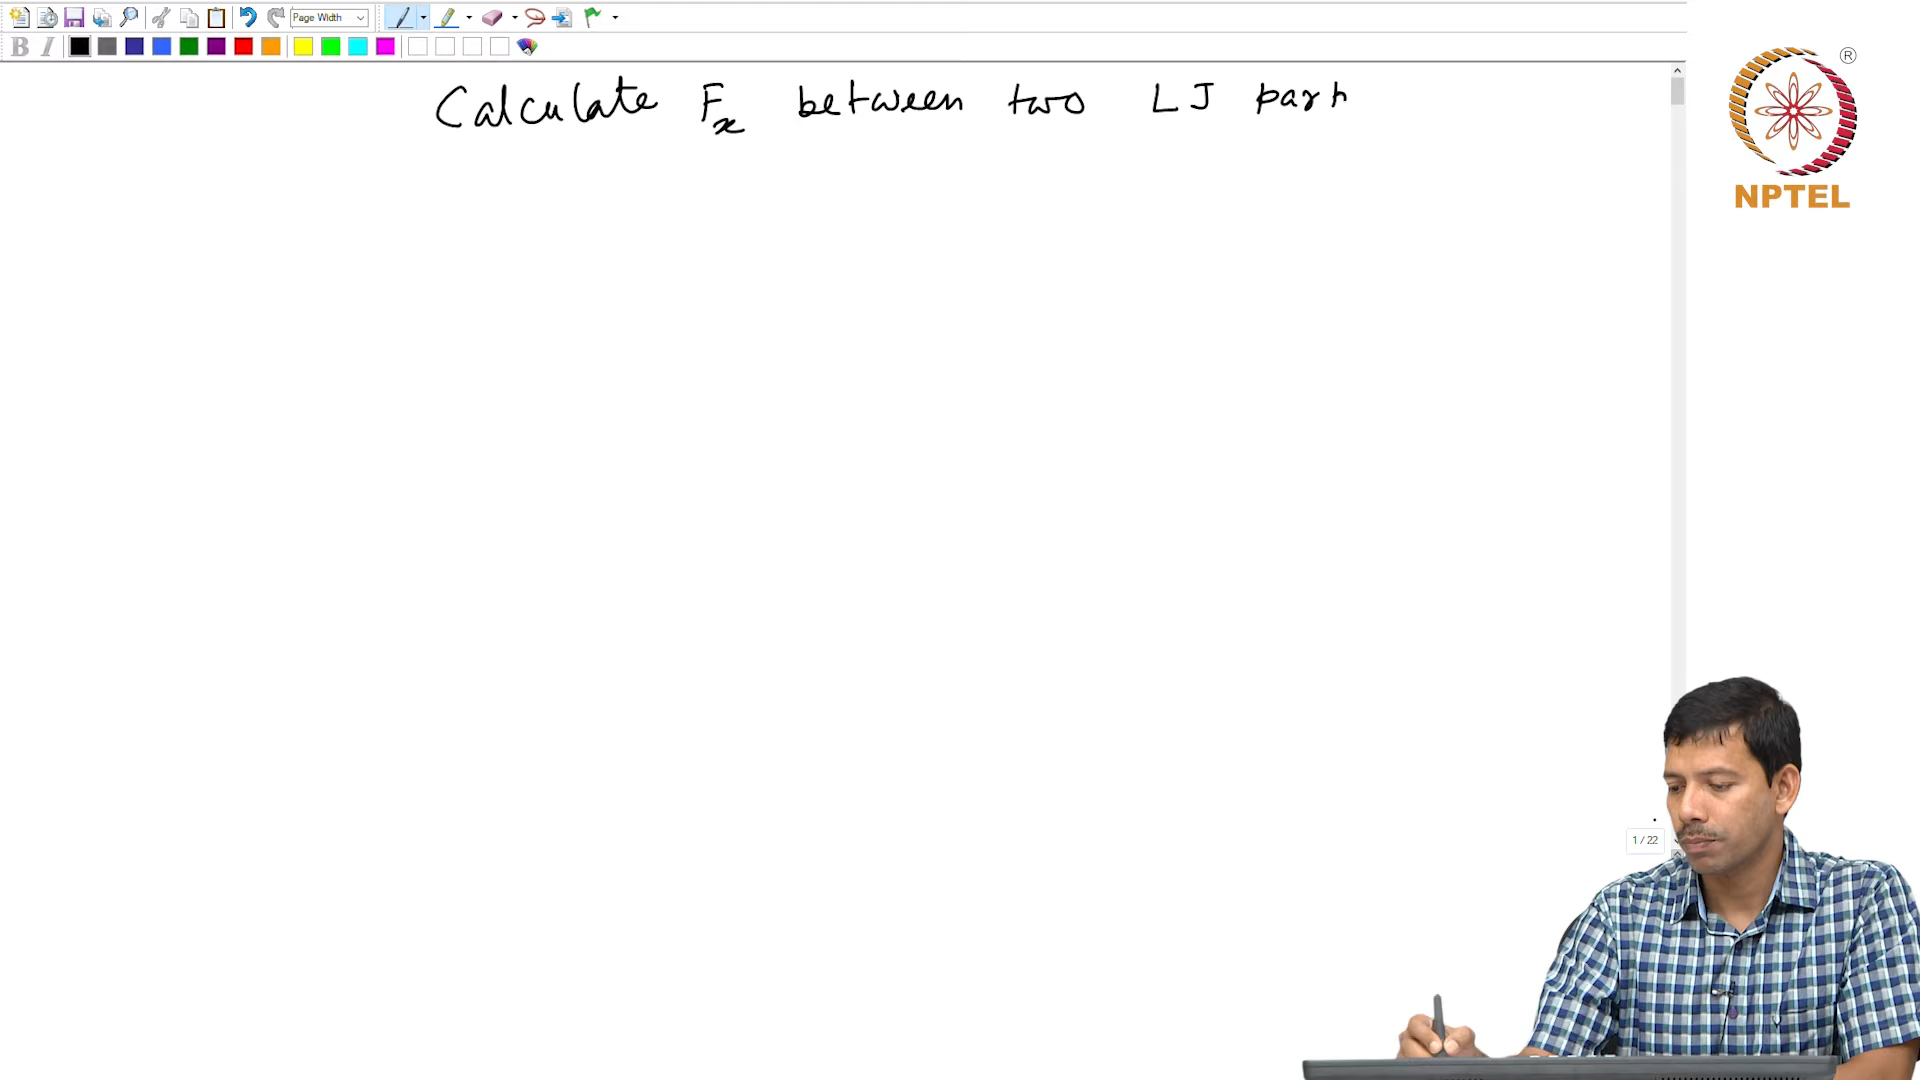 Page Width
B I
Calculate Fx between two LJ part
®
NPTEL
1 / 22